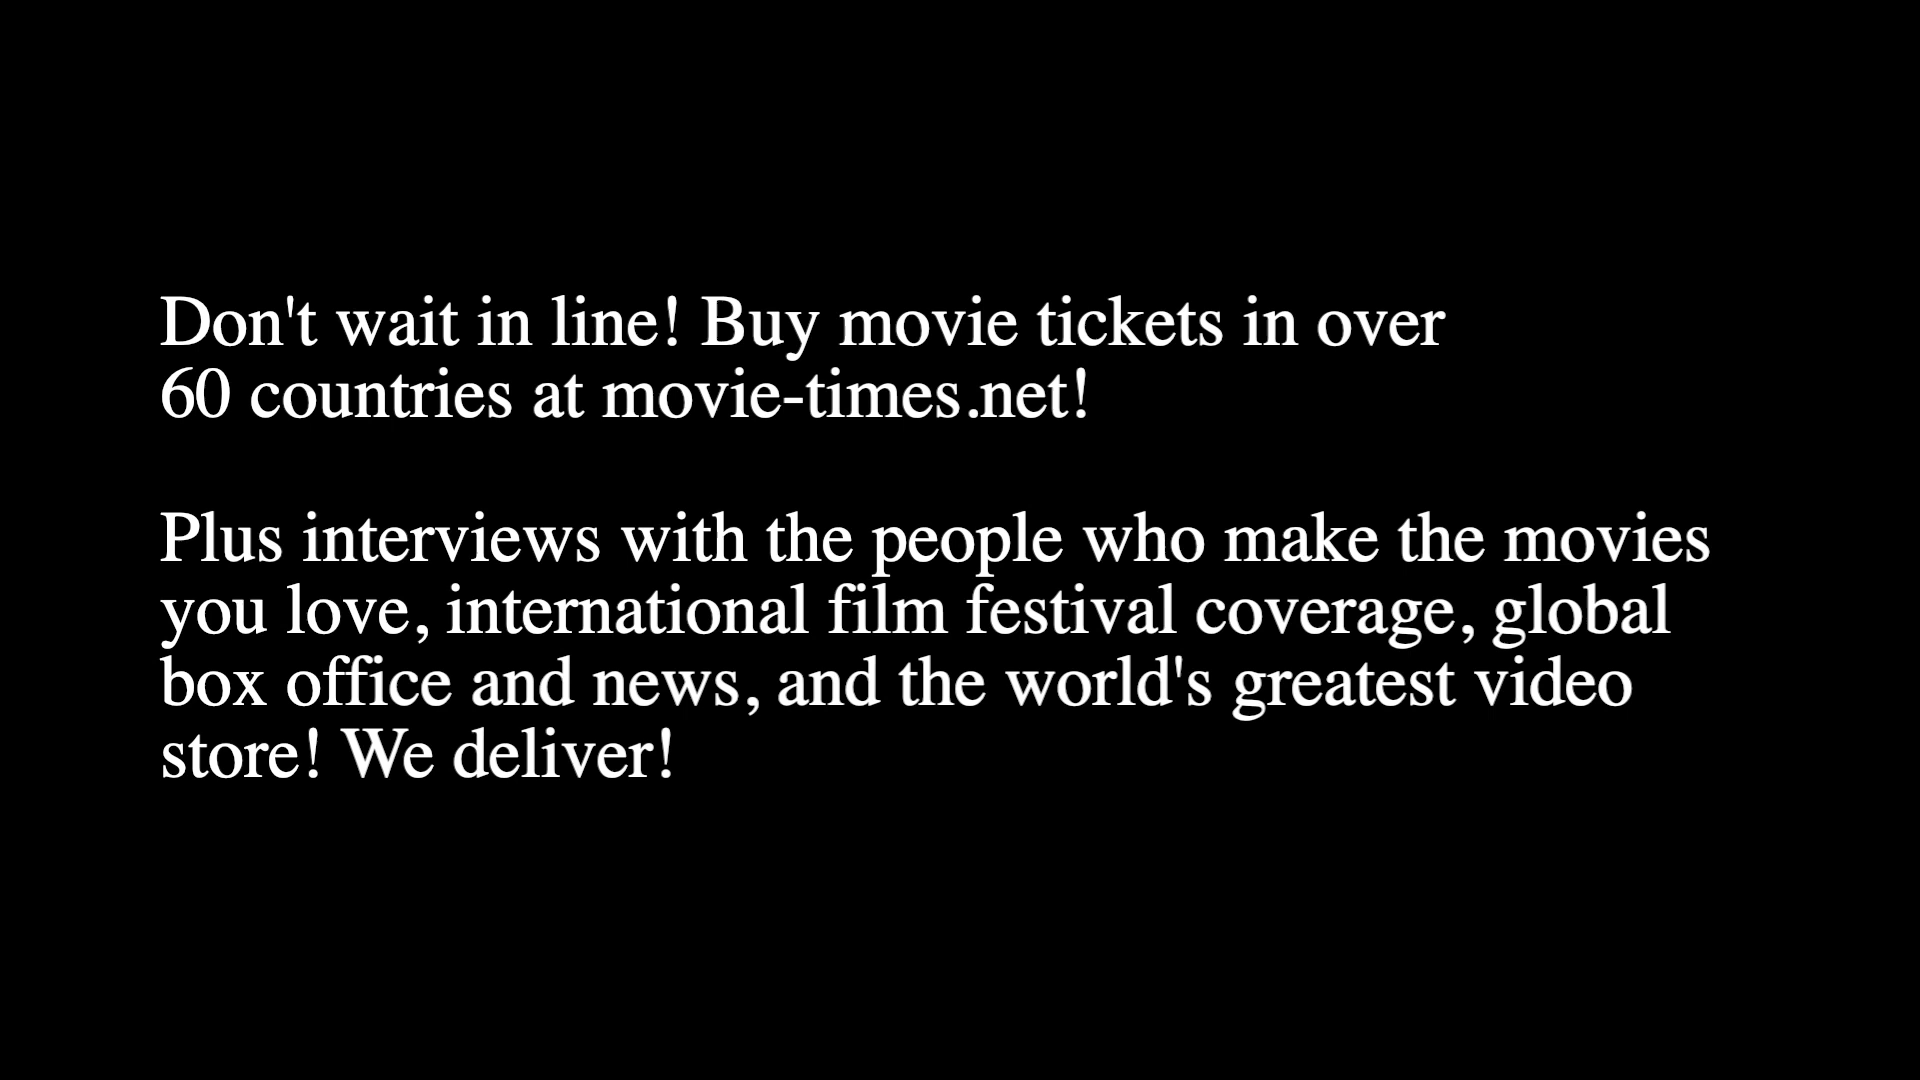 Don't wait in line! Buy movie tickets in over
60 countries at movie-times.net!
Plus interviews with the people who make the movies
you love, international film festival coverage, global
box office and news, and the world's greatest video
store! We deliver!